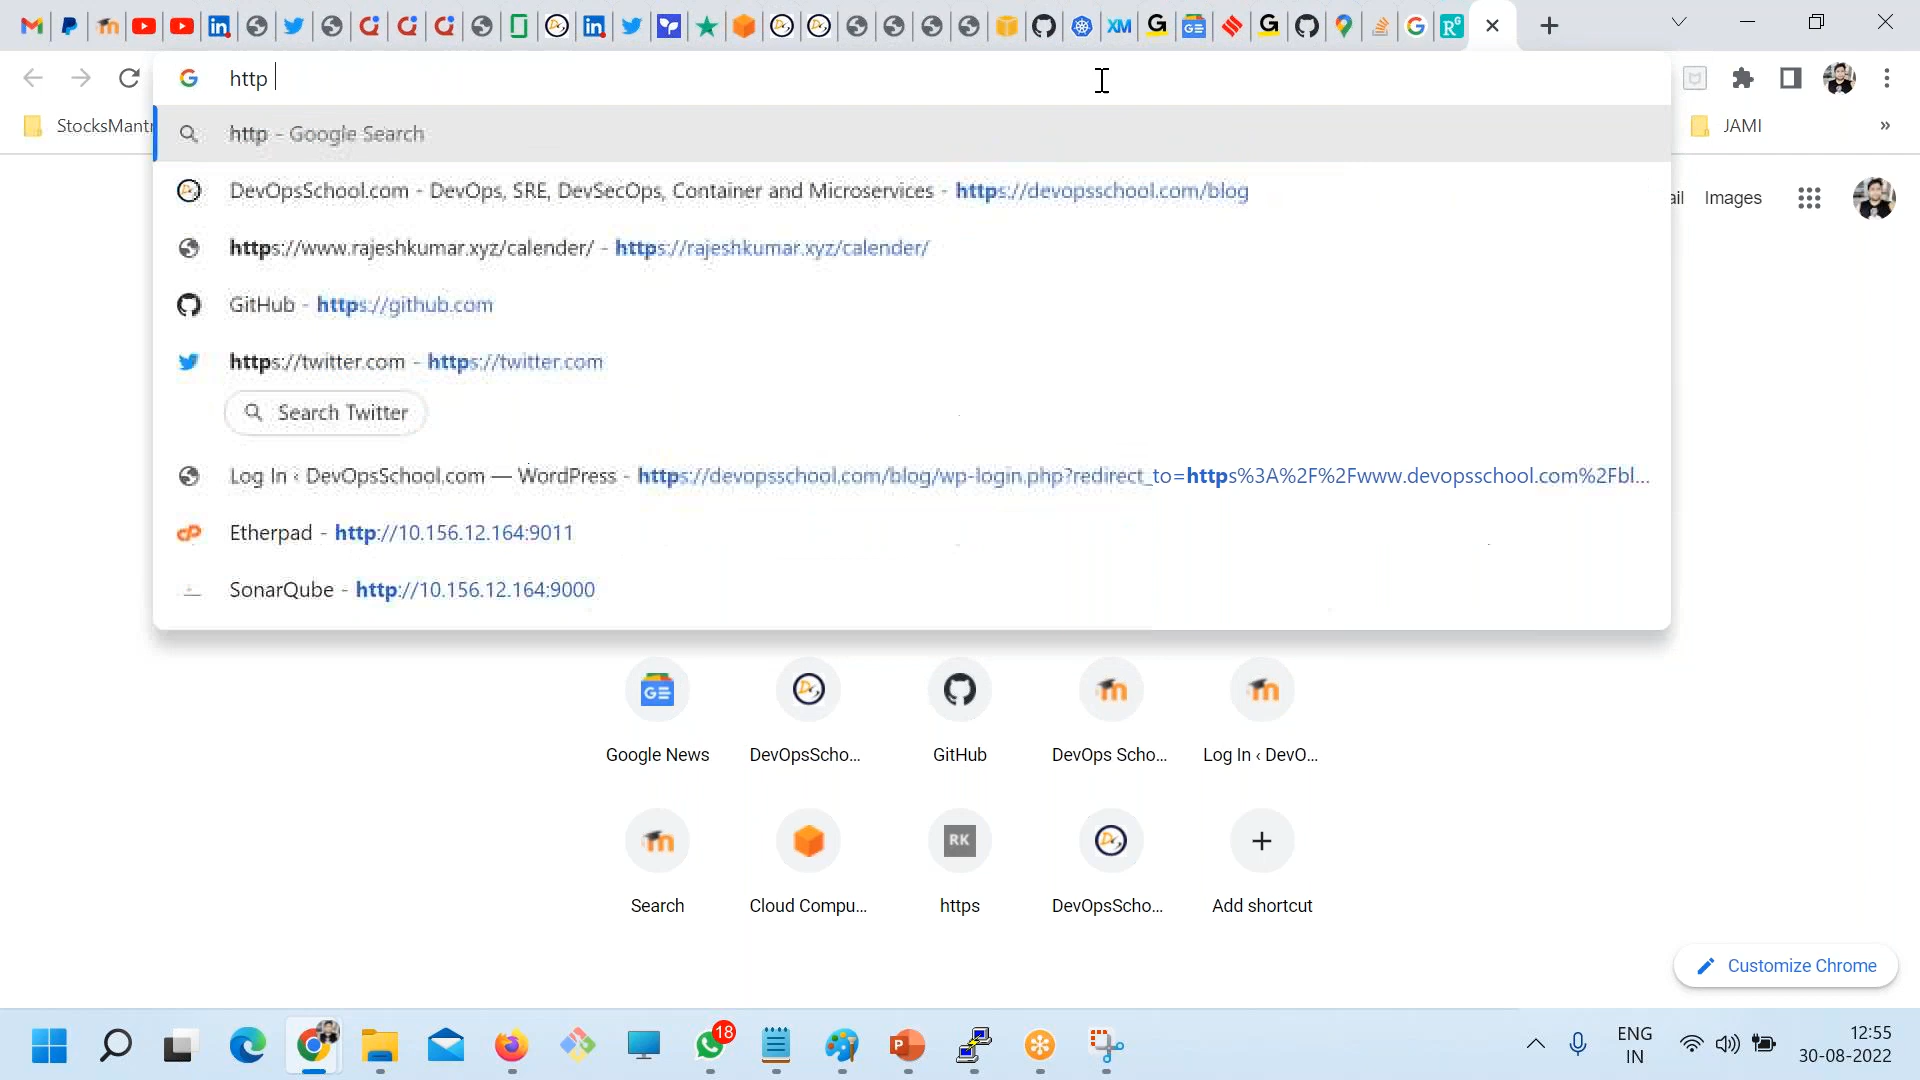 http
StocksMantr
JAMI
»
http - Google Search
DevOpsSchool.com - DevOps, SRE, DevSecOps, Container and Microservices - https://devopsschool.com/blog
https://www.rajeshkumar.xyz/calender/ - https://rajeshkumar.xyz/calender/
GitHub - https://github.com
https://twitter.com - https://twitter.com
Search Twitter
Log In ‹ DevOpsSchool.com — WordPress - https://devopsschool.com/blog/wp-login.php?redirect_to=https%3A%2F%2Fwww.devopsschool.com%2Fbl...
Etherpad - http://10.156.12.164:9011
SonarQube - http://10.156.12.164:9000
ail Images
Google News DevOpsScho... GitHub DevOps Scho... Log In ‹ DevO...
RK
Search Cloud Compu... https DevOpsScho... Add shortcut
Customize Chrome
18
ENG
IN
12:55
30-08-2022